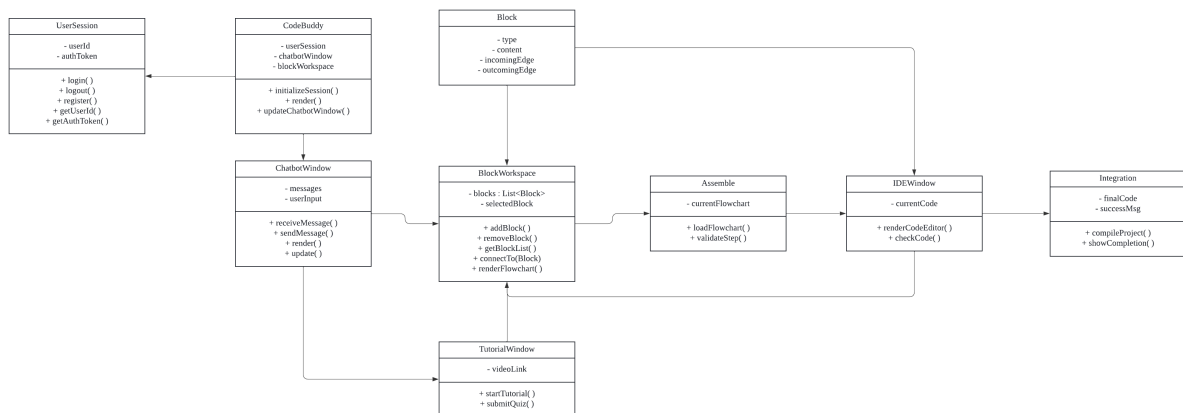 UserSession
- userId
- authToken
+ login( )
+ logout( )
+ register( )
+ getUserId( )
+ getAuthToken( )
CodeBuddy
- userSession
- chatbotWindow
- blockWorkspace
+ initializeSession( )
+ render( )
+ updateChatbotWindow( )
Block
- type
- content
- incomingEdge
- outcomingEdge
ChatbotWindow
- messages
- userInput
+ receiveMessage( )
+ sendMessage( )
+ render( )
+ update( )
BlockWorkspace
- blocks : List<Block>
- selectedBlock
+ addBlock( )
+ removeBlock( )
+ getBlockList( )
+ connectTo(Block)
+ renderFlowchart( )
Assemble
- currentFlowchart
+ loadFlowchart( )
+ validateStep( )
IDEWindow
- currentCode
+ renderCodeEditor( )
+ checkCode( )
Integration
- finalCode
- successMsg
+ compileProject( )
+ showCompletion( )
TutorialWindow
- videoLink
+ startTutorial( )
+ submitQuiz( )